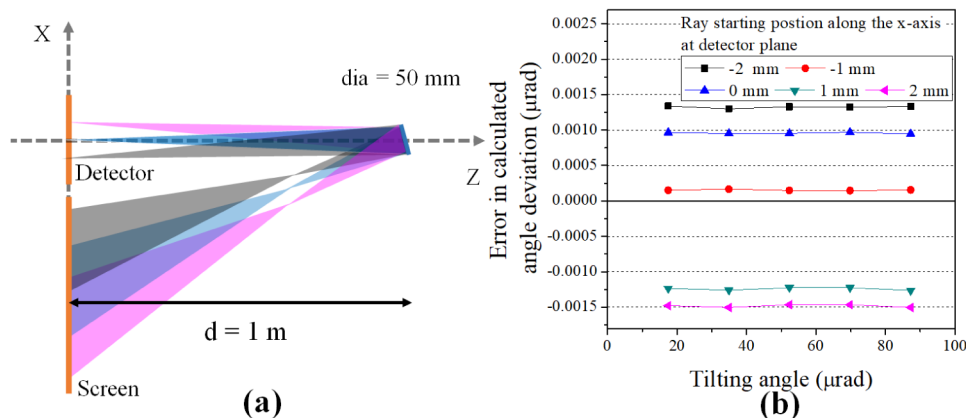 X
dia = 50 mm
Z
Detector
d = 1 m
Screen
(a)
(b)
Ray starting postion along the x-axis
at detector plane
-2 mm -1 mm
0 mm 1 mm 2 mm
0.0025
0.0020
0.0015
0.0010
0.0005
0.0000
-0.0005
-0.0010
-0.0015
Error in calculated
angle deviation (μrad)
0 20 40 60 80 100
Tilting angle (μrad)
(b)